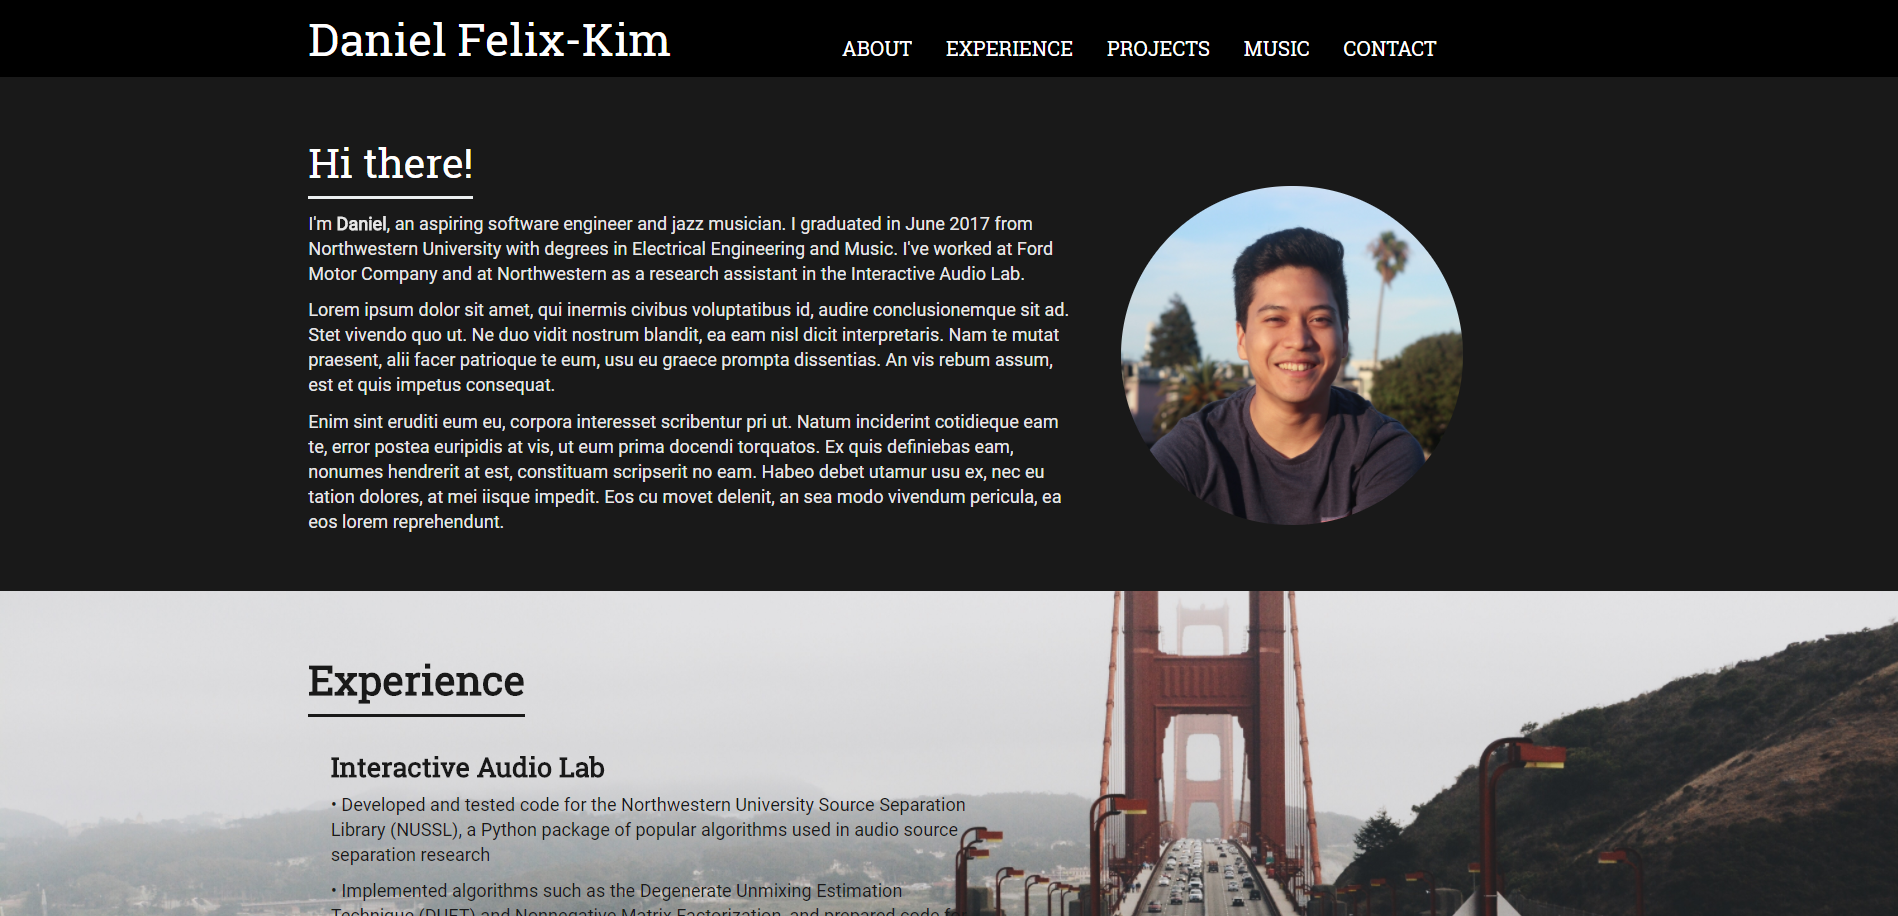 Daniel Felix-Kim
ABOUT EXPERIENCE PROJECTS MUSIC CONTACT
Hi there!
I'm Daniel, an aspiring software engineer and jazz musician. I graduated in June 2017 from
Northwestern University with degrees in Electrical Engineering and Music. I've worked at Ford
Motor Company and at Northwestern as a research assistant in the Interactive Audio Lab.
Lorem ipsum dolor sit amet, qui inermis civibus voluptatibus id, audire conclusionemque sit ad.
Stet vivendo quo ut. Ne duo vidit nostrum blandit, ea eam nisl dicit interpretaris. Nam te mutat
praesent, alii facer patrioque te eum, usu eu graece prompta dissentias. An vis rebum assum,
est et quis impetus consequat.
Enim sint eruditi eum eu, corpora interesset scribentur pri ut. Natum inciderint cotidieque eam
te, error postea euripidis at vis, ut eum prima docendi torquatos. Ex quis definiebas eam,
nonumes hendrerit at est, constituam scripserit no eam. Habeo debet utamur usu ex, nec eu
tation dolores, at mei iisque impedit. Eos cu movet delenit, an sea modo vivendum pericula, ea
eos lorem reprehendunt.
Experience
Interactive Audio Lab
• Developed and tested code for the Northwestern University Source Separation
Library (NUSSL), a Python package of popular algorithms used in audio source
separation research
• Implemented algorithms such as the Degenerate Unmixing Estimation
Technique (DUET) and Nonnegative Matrix Factorization, and prepared code for